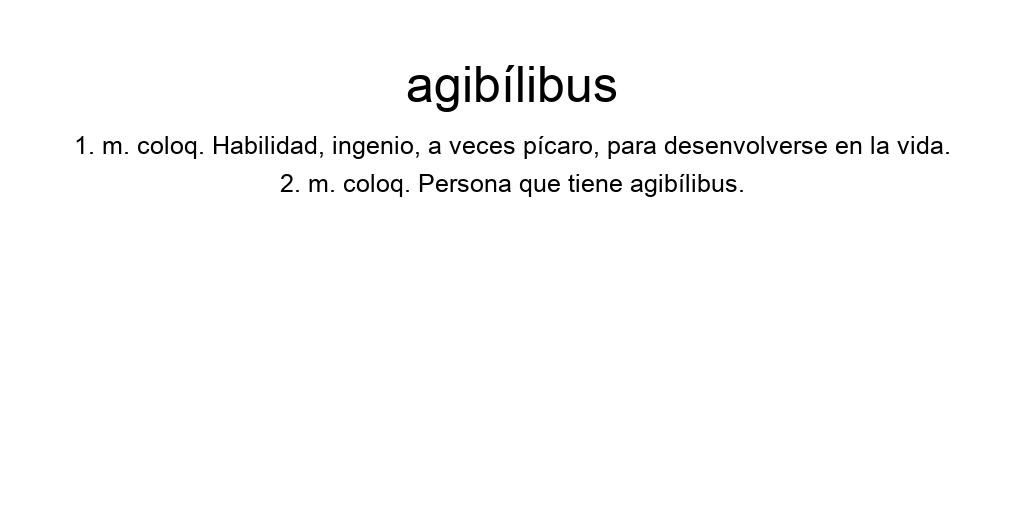 agibílibus
1. m. coloq. Habilidad, ingenio, a veces pícaro, para desenvolverse en la vida.
2. m. coloq. Persona que tiene agibílibus.